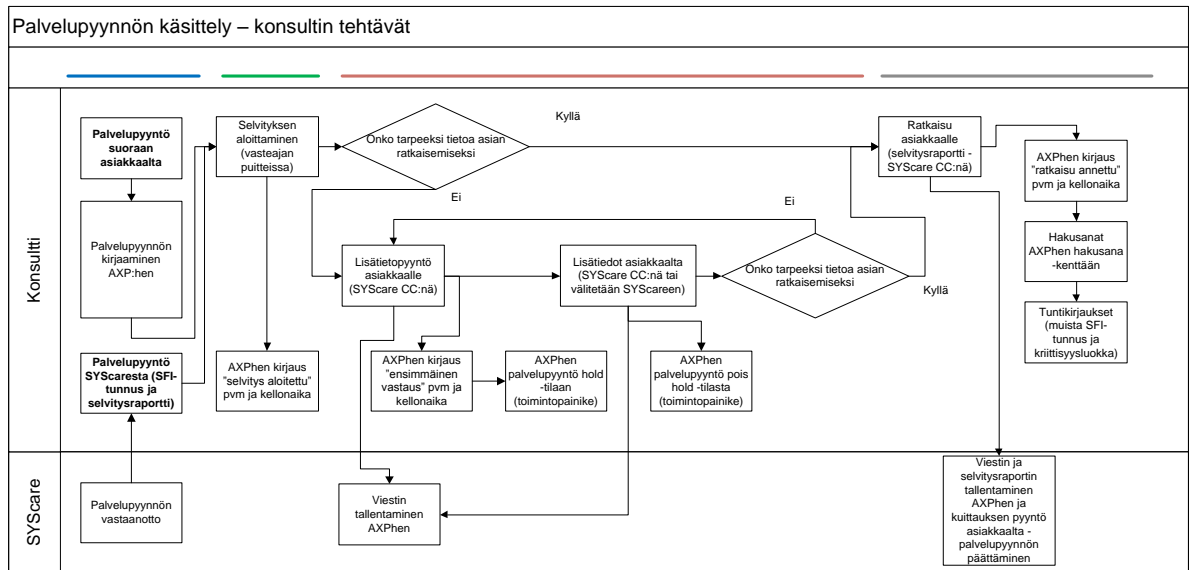 Palvelupyynnön käsittely – konsultin tehtävät
Konsultti
Palvelupyyntö
suoraan
asiakkaalta
Palvelupyynnön
kirjaaminen
AXP:hen
Palvelupyyntö
SYScaresta (SFI-
tunnus ja
selvitysraportti)
Selvityksen
aloittaminen
(vasteajan
puitteissa)
AXPhen kirjaus
"selvitys aloitettu"
pvm ja kellonaika
Onko tarpeeksi tietoa asian
ratkaisemiseksi
Kyllä
Ei
Lisätietopyyntö
asiakkaalle
(SYScare CC:nä)
AXPhen kirjaus
"ensimmäinen
vastaus" pvm ja
kellonaika
AXPhen
palvelupyyntö hold
-tilaan
(toimintopainike)
Lisätiedot asiakkaalta
(SYScare CC:nä tai
välitetään SYScareen)
AXPhen
palvelupyyntö pois
hold -tilasta
(toimintopainike)
Ei
Onko tarpeeksi tietoa asian
ratkaisemiseksi
Kyllä
Ratkaisu
asiakkaalle
(selvitysraportti -
SYScare CC:nä)
AXPhen kirjaus
"ratkaisu annettu"
pvm ja kellonaika
Hakusanat
AXPhen hakusana
-kenttään
Tuntikirjaukset
(muista SFI-
tunnus ja
kriittisyysluokka)
SYScare
Palvelupyynnön
vastaanotto
Viestin
tallentaminen
AXPhen
Viestin ja
selvitysraportin
tallentaminen
AXPhen ja
kuittauksen pyyntö
asiakkaalta -
palvelupyynnön
päättäminen